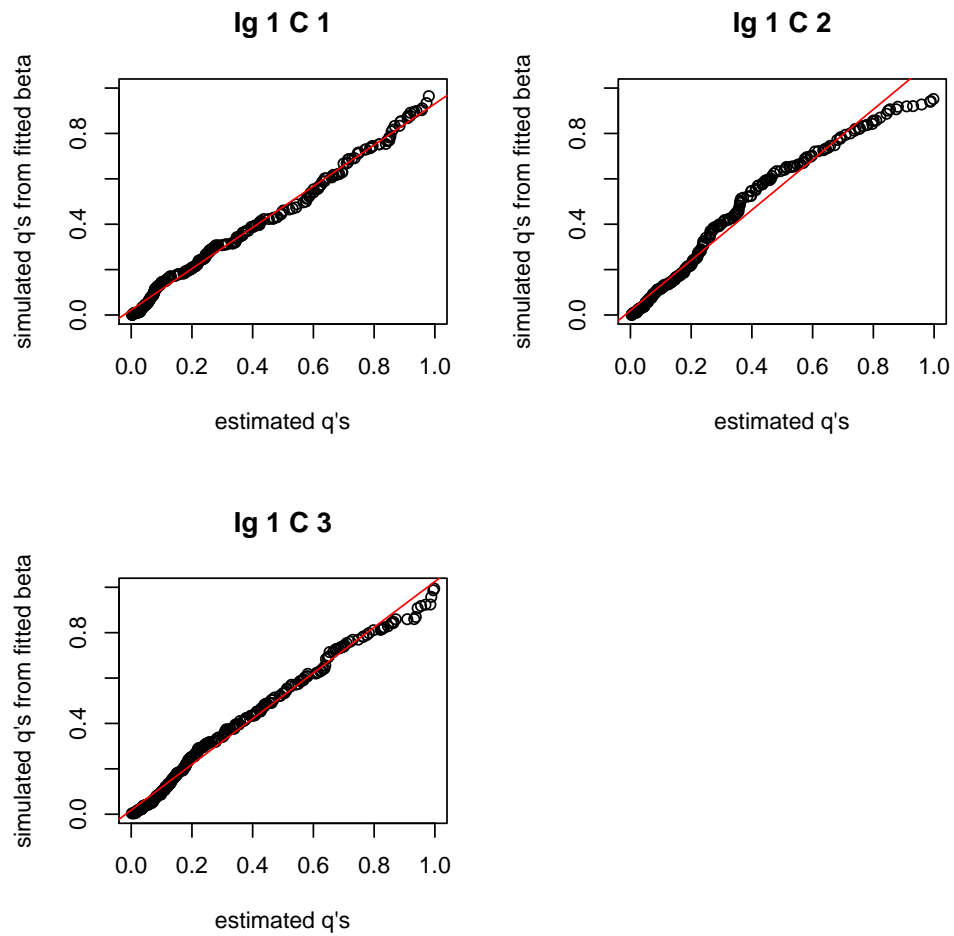 lg 1 C 1
simulated q's from fitted beta
0.0 0.4 0.8
0.0 0.2 0.4 0.6 0.8 1.0
estimated q's
lg 1 C 2
simulated q's from fitted beta
0.0 0.4 0.8
0.0 0.2 0.4 0.6 0.8 1.0
estimated q's
lg 1 C 3
simulated q's from fitted beta
0.0 0.4 0.8
0.0 0.2 0.4 0.6 0.8 1.0
estimated q's